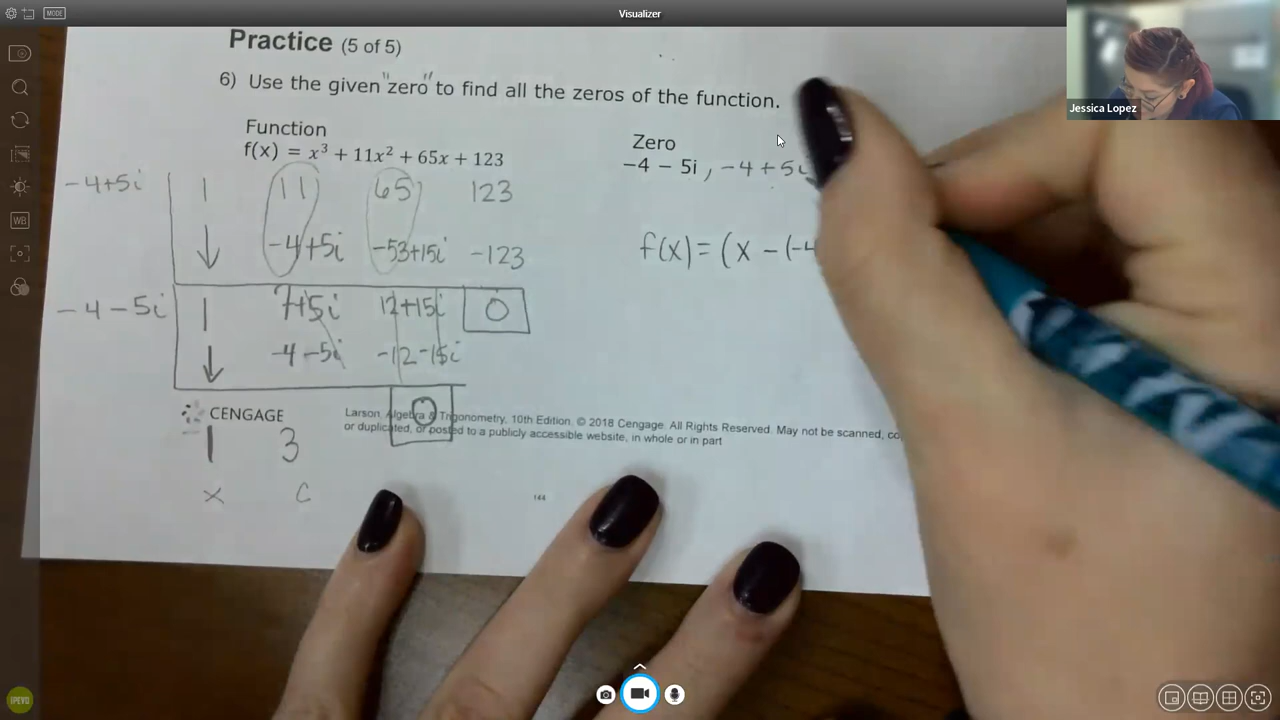 MODE
Visualizer
Jessica Lopez
Practice (5 of 5)
6) Use the given "zero" to find all the zeros of the function.
Function
f(x) = x³ + 11x² + 65x + 123
Zero
−4 − 5i , −4 + 5i
−4+5i 1 11 65 123
↓ −4+5i −53+15i −123
f(x) = (x − (−4
−4−5i 1 7+5i 12+15i 0
↓ −4−5i −12−15i
0
CENGAGE
Larson, Algebra & Trigonometry, 10th Edition. © 2018 Cengage. All Rights Reserved. May not be scanned, co
or duplicated, or posted to a publicly accessible website, in whole or in part
1 3
x c
144
WB
IPEVO